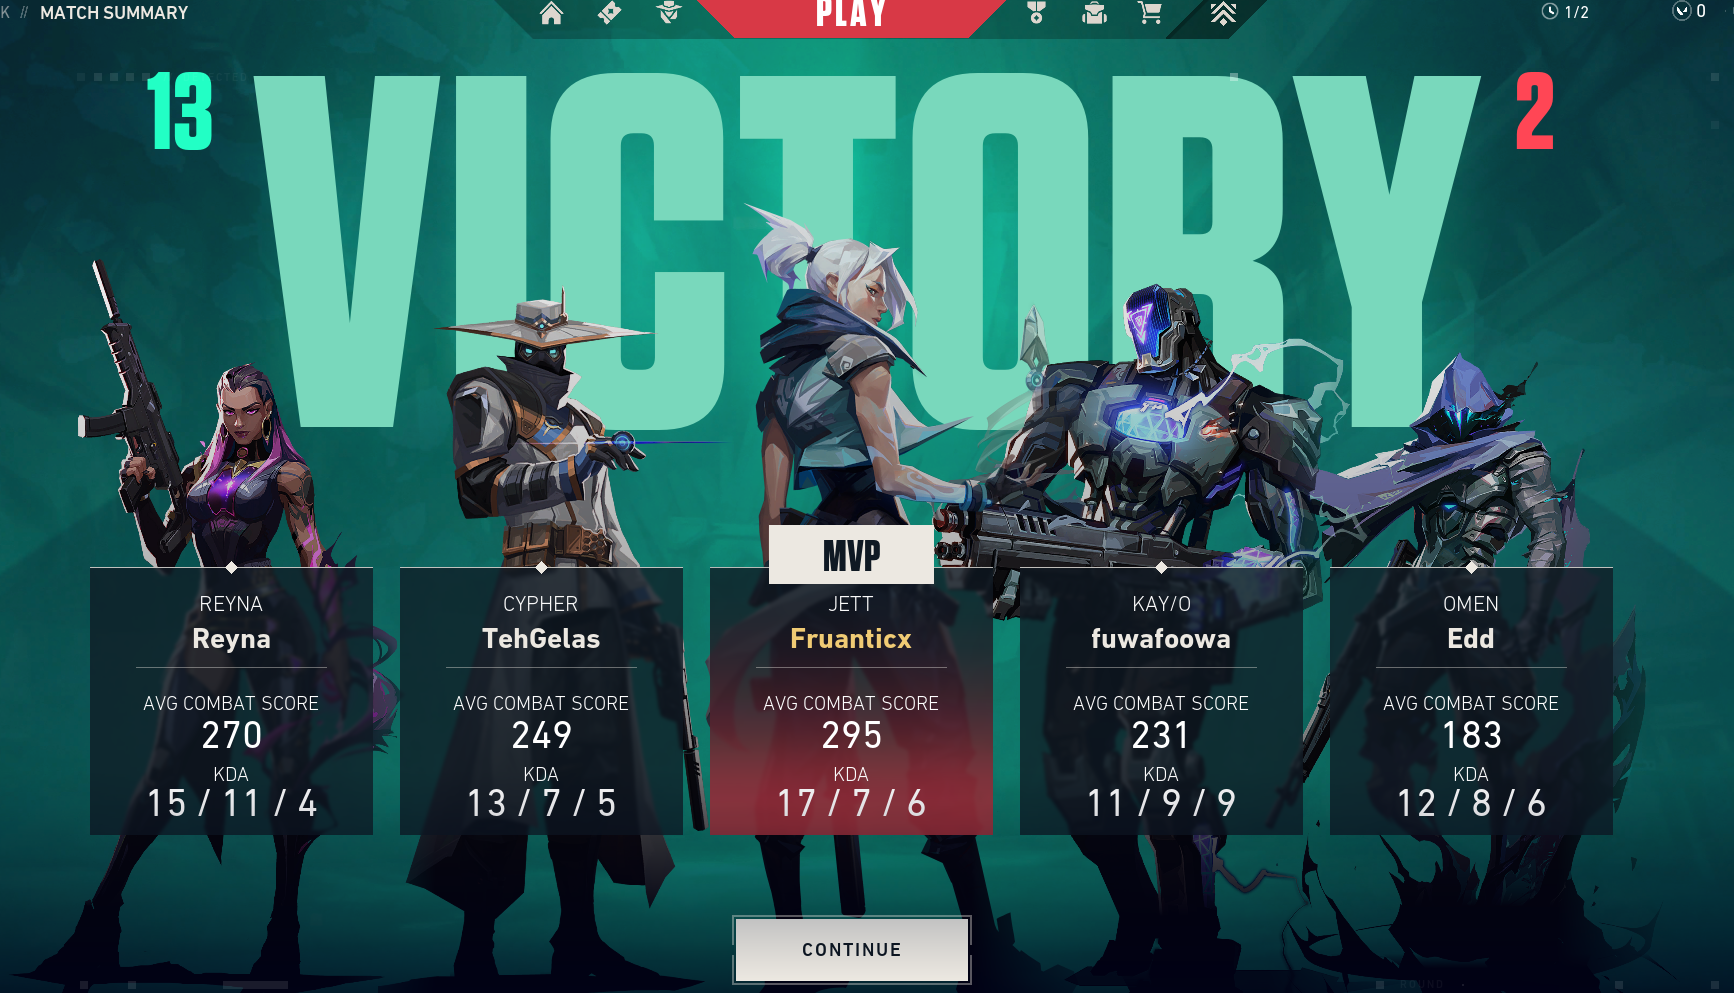 K // MATCH SUMMARY
PLAY
1/2
0
13
VICTORY
2
MVP
REYNA
Reyna
AVG COMBAT SCORE
270
KDA
15 / 11 / 4
CYPHER
TehGelas
AVG COMBAT SCORE
249
KDA
13 / 7 / 5
JETT
Fruanticx
AVG COMBAT SCORE
295
KDA
17 / 7 / 6
KAY/O
fuwafoowa
AVG COMBAT SCORE
231
KDA
11 / 9 / 9
OMEN
Edd
AVG COMBAT SCORE
183
KDA
12 / 8 / 6
CONTINUE